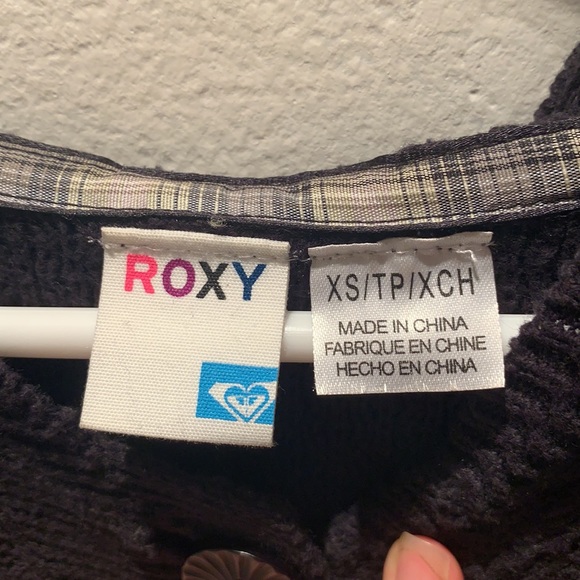 ROXY
XS/TP/XCH
MADE IN CHINA
FABRIQUE EN CHINE
HECHO EN CHINA